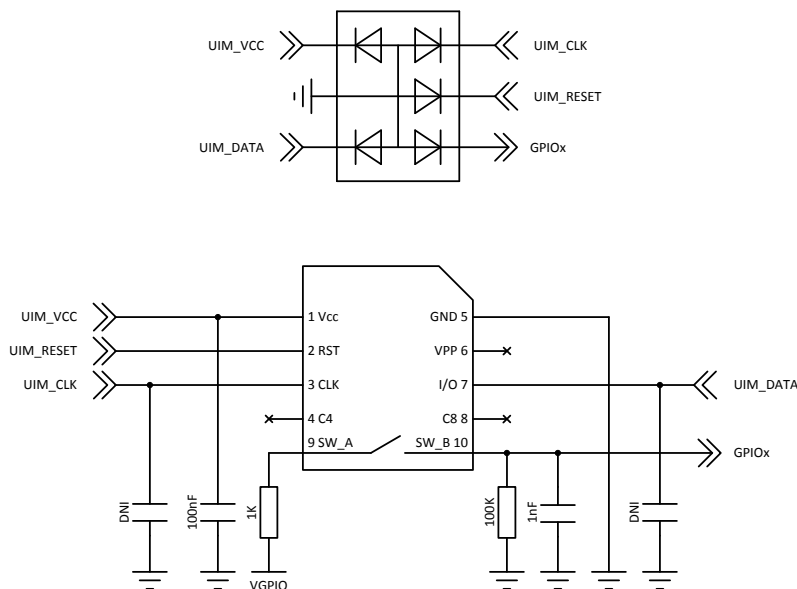 UIM_VCC
UIM_CLK
UIM_RESET
UIM_DATA
GPIOx
UIM_VCC
1 Vcc
GND 5
UIM_RESET
2 RST
VPP 6
UIM_CLK
3 CLK
I/O 7
UIM_DATA
4 C4
C8 8
9 SW_A
SW_B 10
GPIOx
DNI
100nF
1K
100K
1nF
DNI
VGPIO